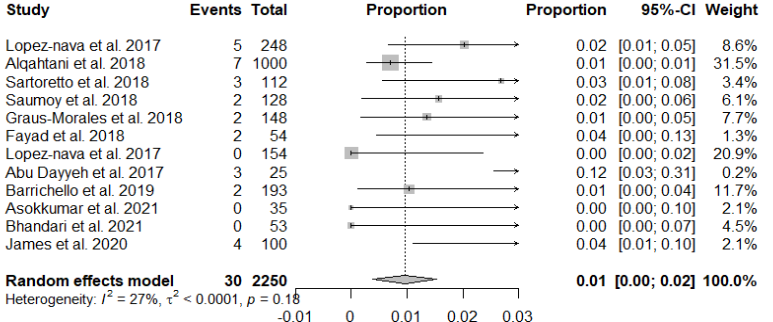 Study Events Total Proportion Proportion 95%-CI Weight
Lopez-nava et al. 2017 5 248 0.02 [0.01; 0.05] 8.6%
Alqahtani et al. 2018 7 1000 0.01 [0.00; 0.01] 31.5%
Sartoretto et al. 2018 3 112 0.03 [0.01; 0.08] 3.4%
Saumoy et al. 2018 2 128 0.02 [0.00; 0.06] 6.1%
Graus-Morales et al. 2018 2 148 0.01 [0.00; 0.05] 7.7%
Fayad et al. 2018 2 54 0.04 [0.00; 0.13] 1.3%
Lopez-nava et al. 2017 0 154 0.00 [0.00; 0.02] 20.9%
Abu Dayyeh et al. 2017 3 25 0.12 [0.03; 0.31] 0.2%
Barrichello et al. 2019 2 193 0.01 [0.00; 0.04] 11.7%
Asokkumar et al. 2021 0 35 0.00 [0.00; 0.10] 2.1%
Bhandari et al. 2021 0 53 0.00 [0.00; 0.07] 4.5%
James et al. 2020 4 100 0.04 [0.01; 0.10] 2.1%
Random effects model 30 2250 0.01 [0.00; 0.02] 100.0%
Heterogeneity: I² = 27%, τ² < 0.0001, p = 0.18
-0.01 0 0.01 0.02 0.03